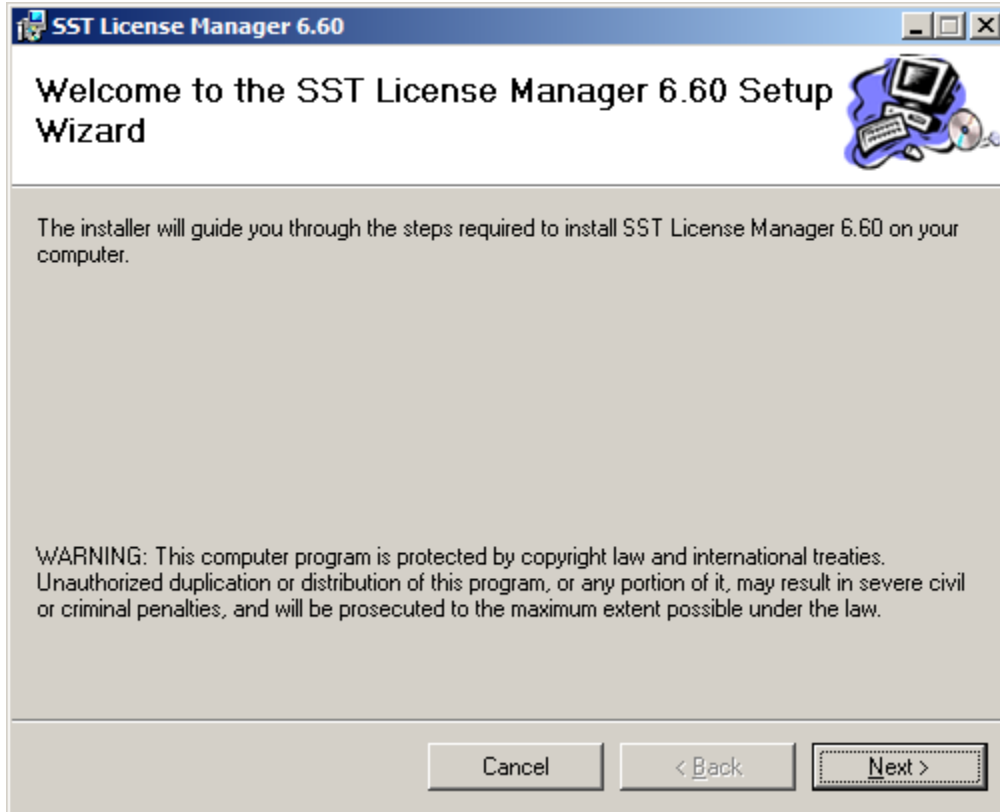 SST License Manager 6.60
Welcome to the SST License Manager 6.60 Setup
Wizard
The installer will guide you through the steps required to install SST License Manager 6.60 on your
computer.
WARNING: This computer program is protected by copyright law and international treaties.
Unauthorized duplication or distribution of this program, or any portion of it, may result in severe civil
or criminal penalties, and will be prosecuted to the maximum extent possible under the law.
Cancel
< Back
Next >